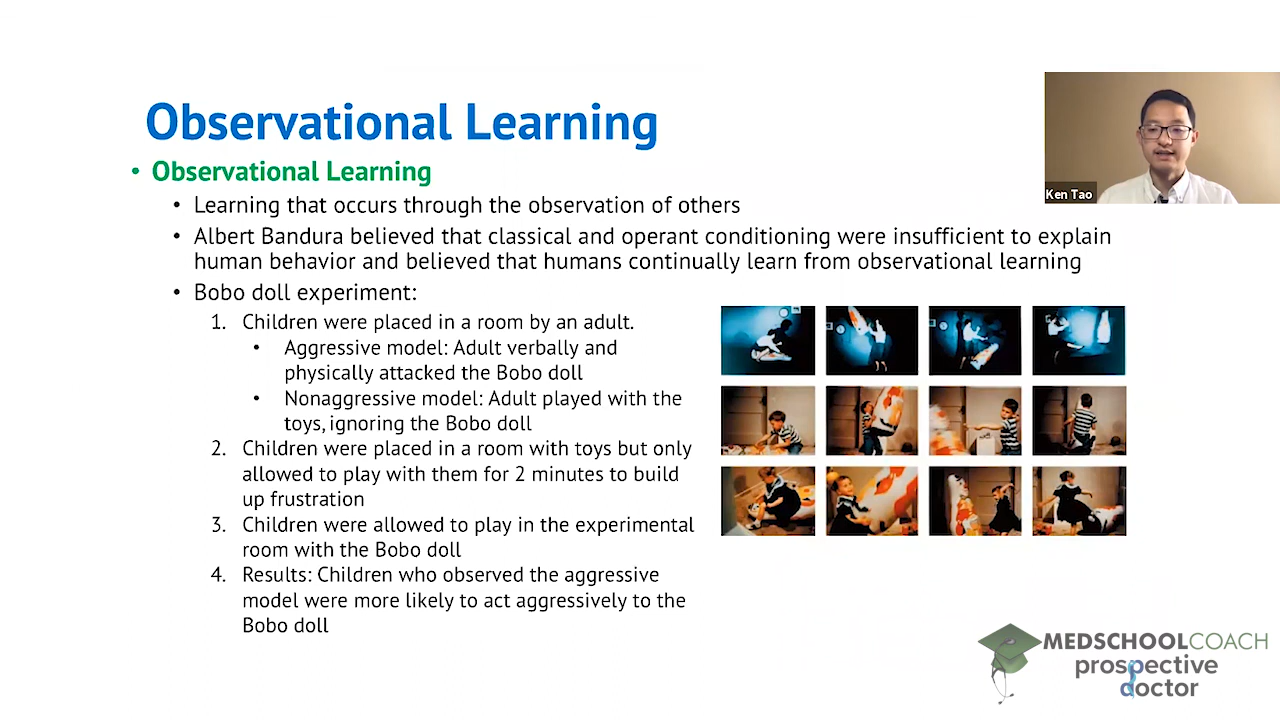 Observational Learning
• Observational Learning
• Learning that occurs through the observation of others
• Albert Bandura believed that classical and operant conditioning were insufficient to explain
human behavior and believed that humans continually learn from observational learning
• Bobo doll experiment:
1. Children were placed in a room by an adult.
• Aggressive model: Adult verbally and
physically attacked the Bobo doll
• Nonaggressive model: Adult played with the
toys, ignoring the Bobo doll
2. Children were placed in a room with toys but only
allowed to play with them for 2 minutes to build
up frustration
3. Children were allowed to play in the experimental
room with the Bobo doll
4. Results: Children who observed the aggressive
model were more likely to act aggressively to the
Bobo doll
Ken Tao
MEDSCHOOLCOACH
prospective
doctor